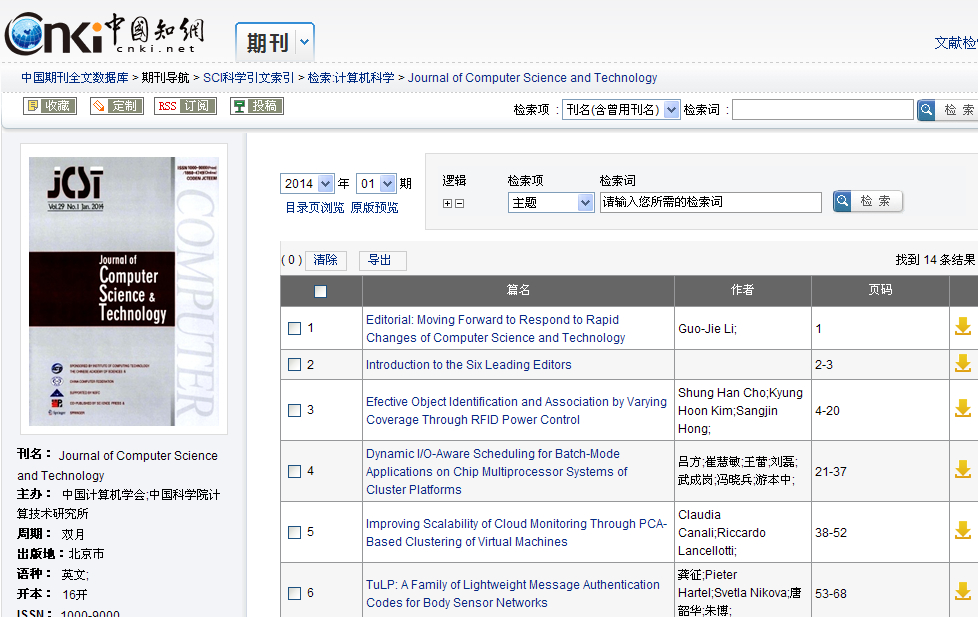 cnki 中國知網
cnki.net
期刊
文献检
中国期刊全文数据库 > 期刊导航 > SCI科学引文索引 > 检索:计算机科学 > Journal of Computer Science and Technology
收藏 定制 RSS 订阅 投稿
检索项 : 刊名(含曾用刊名) 检索词 : 检 索
JCST
Vol.29 No.1 Jan. 2014
COMPUTER
Journal of
Computer
Science &
Technology
2014 年 01 期
目录页浏览 原版预览
逻辑 检索项 检索词
主题 请输入您所需的检索词 检 索
( 0 ) 清除 导出 找到 14 条结果
篇名 作者 页码
1 Editorial: Moving Forward to Respond to Rapid
Changes of Computer Science and Technology
Guo-Jie Li;
1
2 Introduction to the Six Leading Editors
2-3
3 Efective Object Identification and Association by Varying
Coverage Through RFID Power Control
Shung Han Cho;Kyung
Hoon Kim;Sangjin
Hong;
4-20
4 Dynamic I/O-Aware Scheduling for Batch-Mode
Applications on Chip Multiprocessor Systems of
Cluster Platforms
吕方;崔慧敏;王蕾;刘磊;
武成岗;冯晓兵;游本中;
21-37
5 Improving Scalability of Cloud Monitoring Through PCA-
Based Clustering of Virtual Machines
Claudia
Canali;Riccardo
Lancellotti;
38-52
6 TuLP: A Family of Lightweight Message Authentication
Codes for Body Sensor Networks
龚征;Pieter
Hartel;Svetla Nikova;唐
韶华;朱博;
53-68
刊名： Journal of Computer Science
and Technology
主办： 中国计算机学会;中国科学院计
算技术研究所
周期： 双月
出版地：北京市
语种： 英文;
开本： 16开
ISSN： 1000-9000